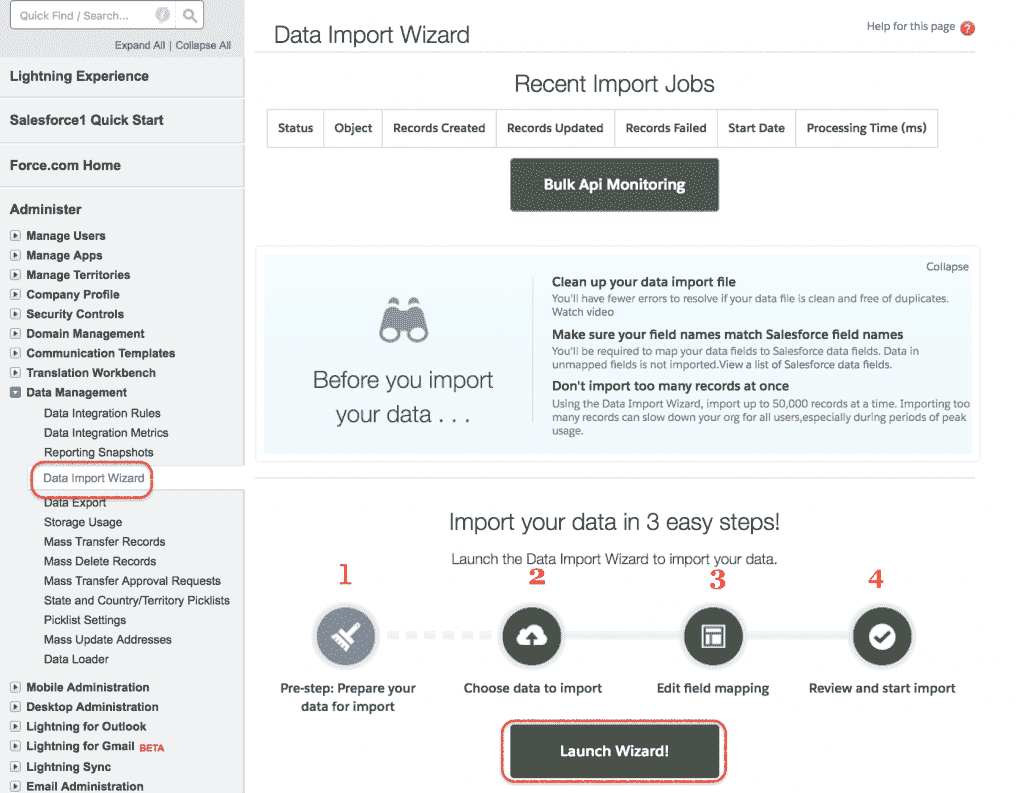 Quick Find / Search...
Expand All | Collapse All
Lightning Experience
Salesforce1 Quick Start
Force.com Home
Administer
Manage Users
Manage Apps
Manage Territories
Company Profile
Security Controls
Domain Management
Communication Templates
Translation Workbench
Data Management
Data Integration Rules
Data Integration Metrics
Reporting Snapshots
Data Import Wizard
Data Export
Storage Usage
Mass Transfer Records
Mass Delete Records
Mass Transfer Approval Requests
State and Country/Territory Picklists
Picklist Settings
Mass Update Addresses
Data Loader
Mobile Administration
Desktop Administration
Lightning for Outlook
Lightning for Gmail BETA
Lightning Sync
Email Administration
Data Import Wizard
Help for this page ?
Recent Import Jobs
Status Object Records Created Records Updated Records Failed Start Date Processing Time (ms)
Bulk Api Monitoring
Collapse
Before you import
your data . . .
Clean up your data import file
You'll have fewer errors to resolve if your data file is clean and free of duplicates.
Watch video
Make sure your field names match Salesforce field names
You'll be required to map your data fields to Salesforce data fields. Data in
unmapped fields is not imported.View a list of Salesforce data fields.
Don't import too many records at once
Using the Data Import Wizard, import up to 50,000 records at a time. Importing too
many records can slow down your org for all users,especially during periods of peak
usage.
Import your data in 3 easy steps!
Launch the Data Import Wizard to import your data.
1 2 3 4
Pre-step: Prepare your
data for import
Choose data to import
Edit field mapping
Review and start import
Launch Wizard!